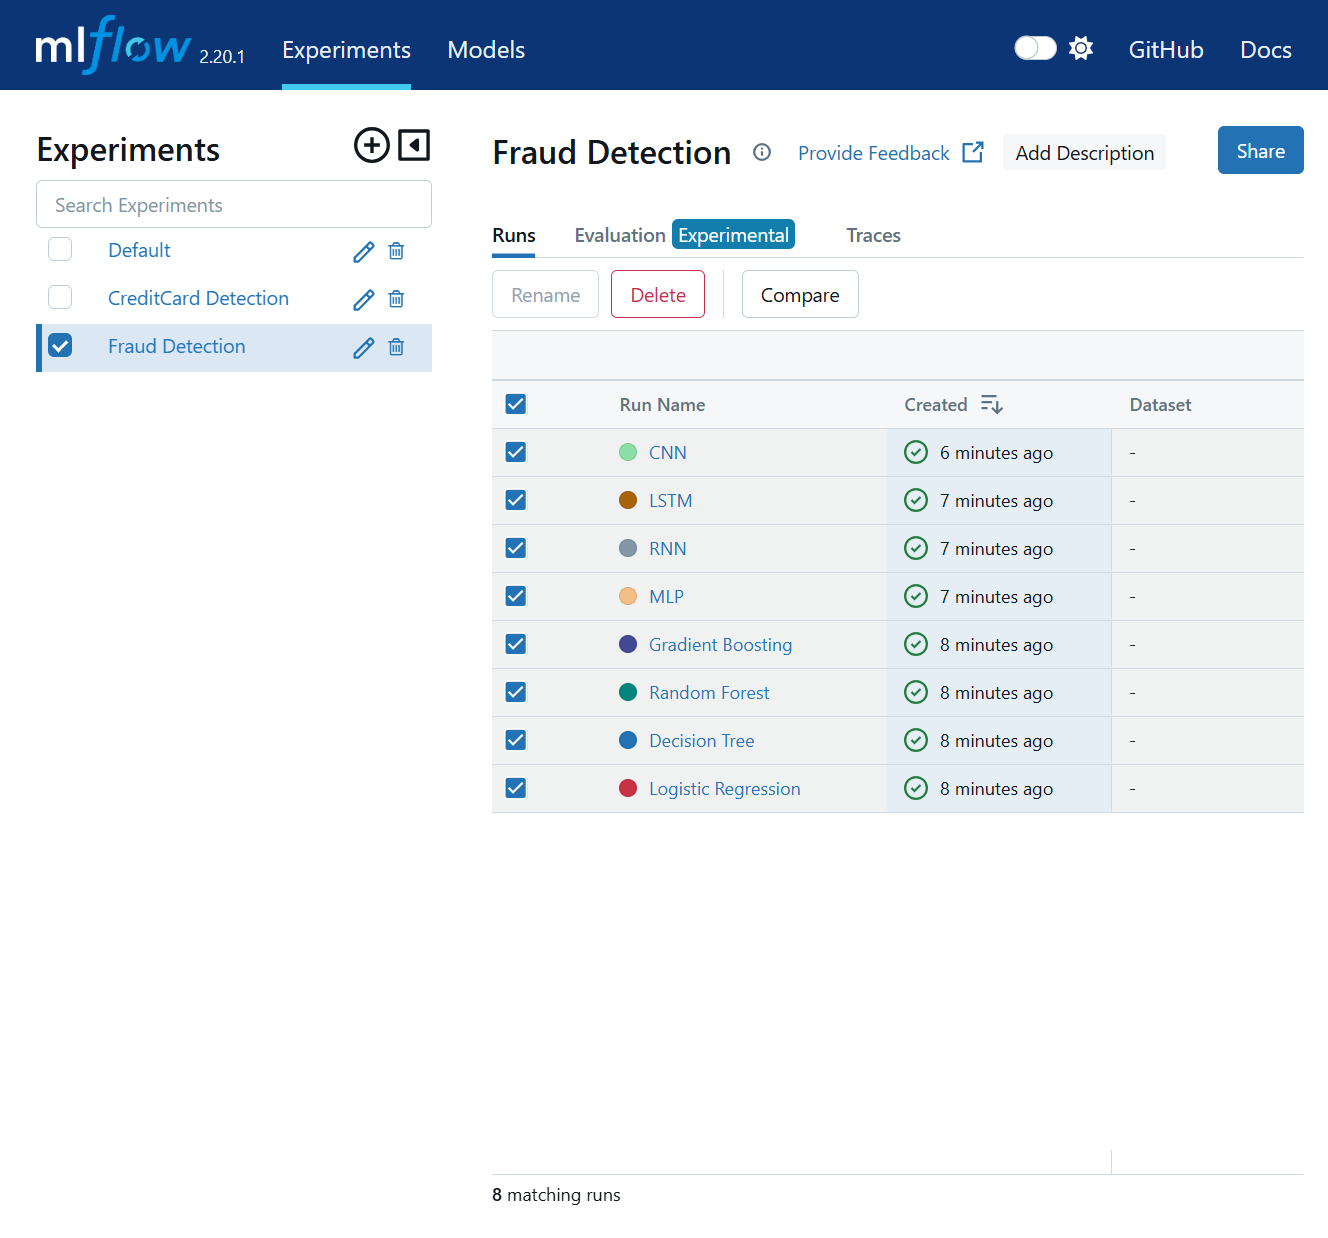 mlflow 2.20.1 Experiments Models GitHub Docs
Experiments
Search Experiments
Default
CreditCard Detection
Fraud Detection
Fraud Detection Provide Feedback Add Description Share
Runs Evaluation Experimental Traces
Rename Delete Compare
Run Name Created Dataset
CNN 6 minutes ago -
LSTM 7 minutes ago -
RNN 7 minutes ago -
MLP 7 minutes ago -
Gradient Boosting 8 minutes ago -
Random Forest 8 minutes ago -
Decision Tree 8 minutes ago -
Logistic Regression 8 minutes ago -
8 matching runs